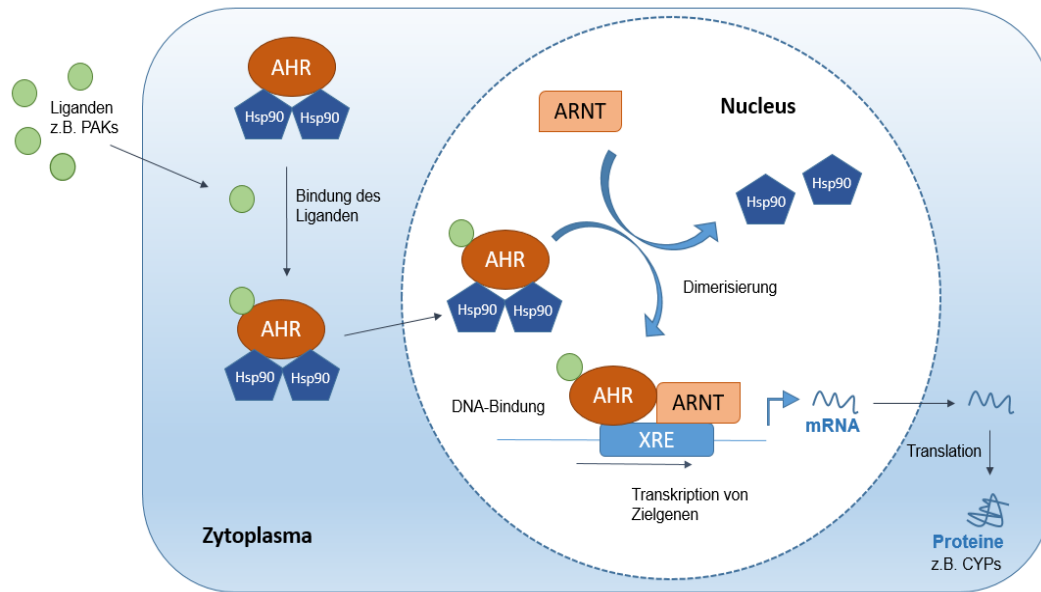 AHR
Hsp90 Hsp90
Liganden
z.B. PAKs
Bindung des
Liganden
AHR
Hsp90 Hsp90
Zytoplasma
Nucleus
ARNT
Hsp90
Hsp90
AHR
Hsp90 Hsp90
Dimerisierung
DNA-Bindung
AHR
ARNT
XRE
Transkription von
Zielgenen
mRNA
Translation
Proteine
z.B. CYPs